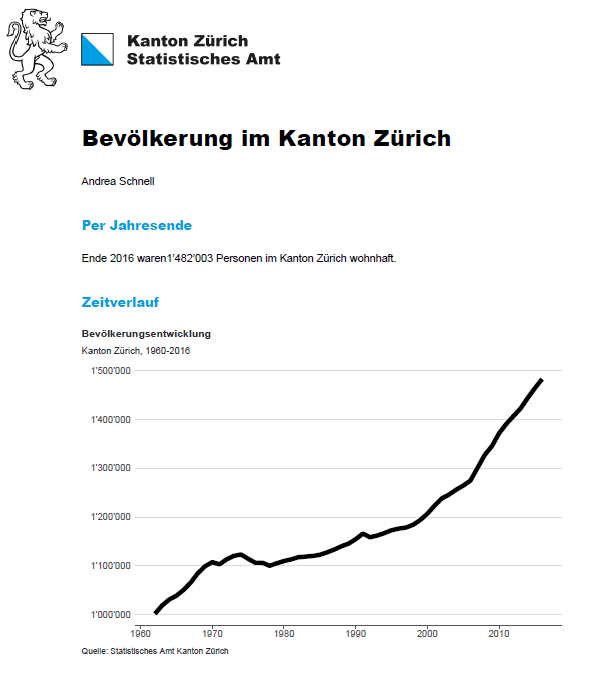 Kanton Zürich
Statistisches Amt
Bevölkerung im Kanton Zürich
Andrea Schnell
Per Jahresende
Ende 2016 waren1'482'003 Personen im Kanton Zürich wohnhaft.
Zeitverlauf
Bevölkerungsentwicklung
Kanton Zürich, 1960-2016
1'500'000
1'400'000
1'300'000
1'200'000
1'100'000
1'000'000
1960 1970 1980 1990 2000 2010
Quelle: Statistisches Amt Kanton Zürich